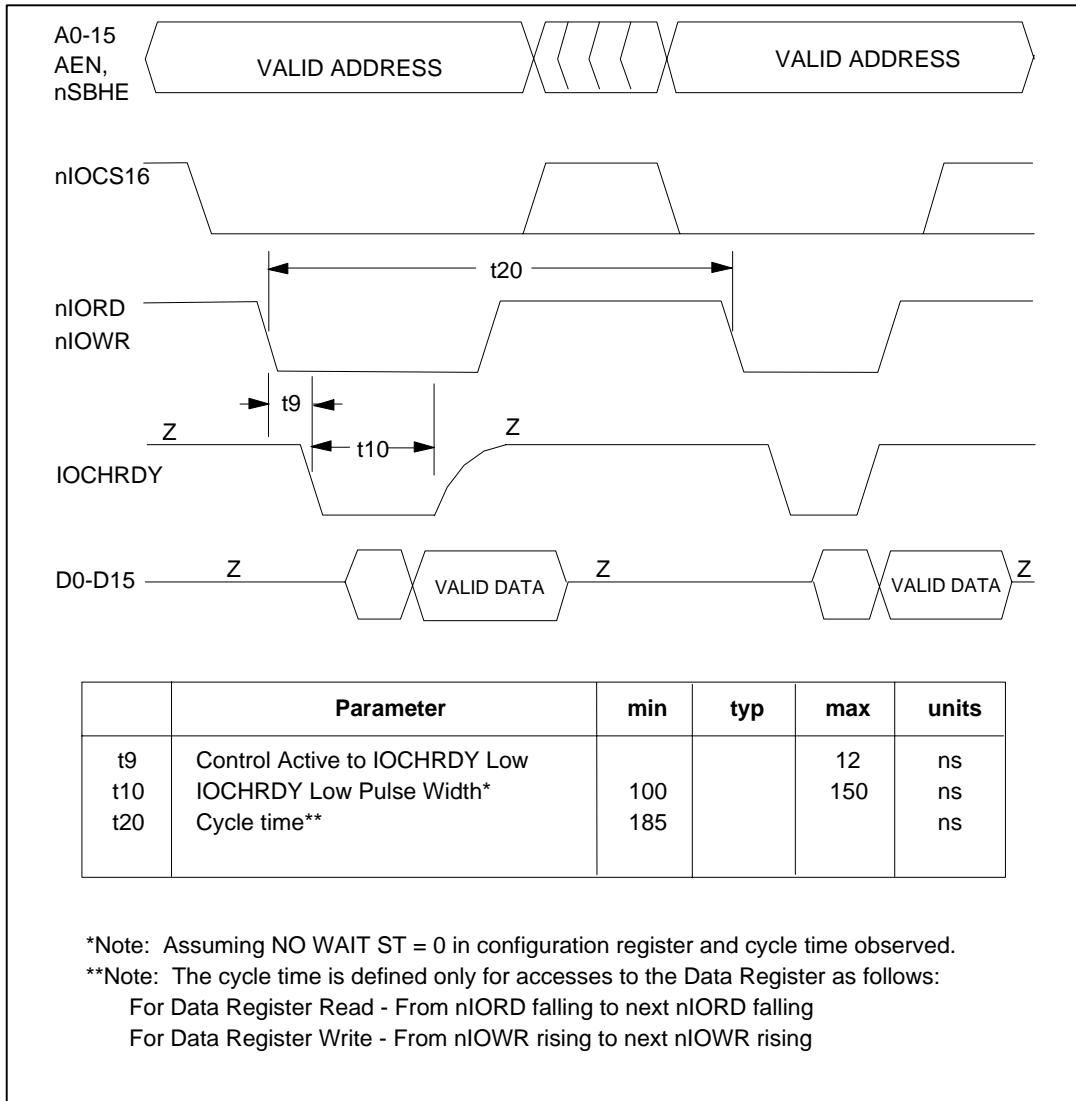 A0-15
AEN,
nSBHE
VALID ADDRESS
VALID ADDRESS
nIOCS16
t20
nIORD
nIOWR
t9
Z
t10
Z
IOCHRDY
D0-D15
Z
VALID DATA
Z
VALID DATA
Z
Parameter min typ max units
t9 Control Active to IOCHRDY Low 12 ns
t10 IOCHRDY Low Pulse Width* 100 150 ns
t20 Cycle time** 185 ns
*Note: Assuming NO WAIT ST = 0 in configuration register and cycle time observed.
**Note: The cycle time is defined only for accesses to the Data Register as follows:
For Data Register Read - From nIORD falling to next nIORD falling
For Data Register Write - From nIOWR rising to next nIOWR rising